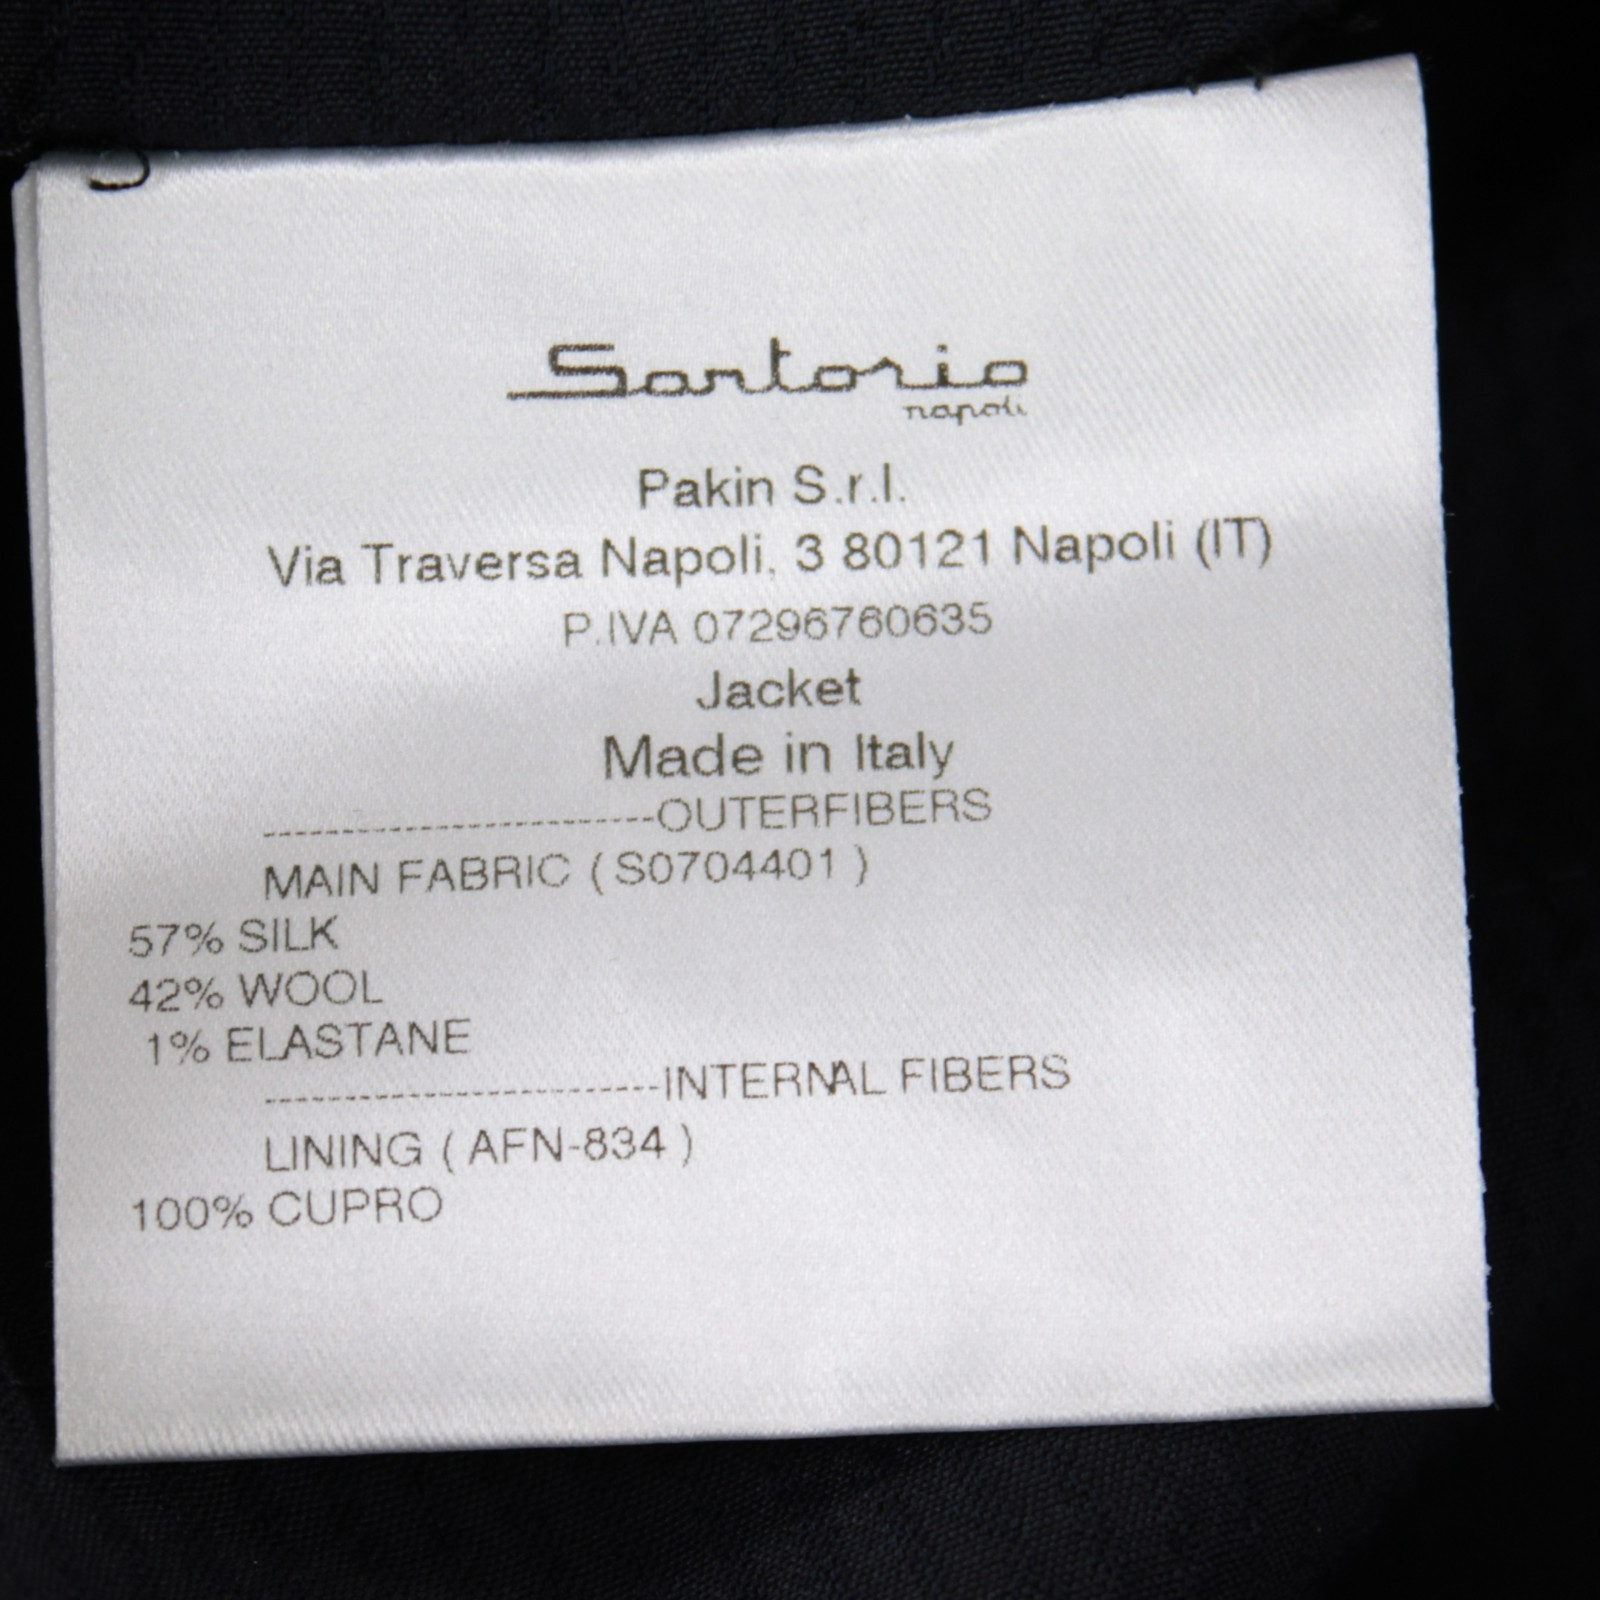 Sartorio
napoli
Pakin S.r.l.
Via Traversa Napoli, 3 80121 Napoli (IT)
P.IVA 07296760635
Jacket
Made in Italy
-------------------------OUTERFIBERS
MAIN FABRIC ( S0704401 )
57% SILK
42% WOOL
1% ELASTANE
-------------------------INTERNAL FIBERS
LINING ( AFN-834 )
100% CUPRO